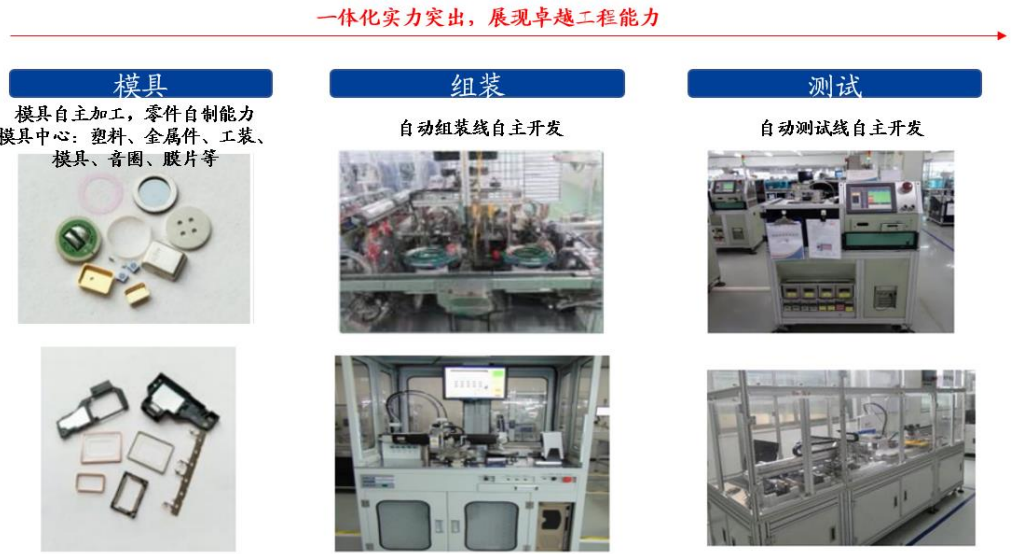 一体化实力突出，展现卓越工程能力
模具
模具自主加工，零件自制能力
模具中心：塑料、金属件、工装、
模具、音圈、膜片等
组装
自动组装线自主开发
测试
自动测试线自主开发